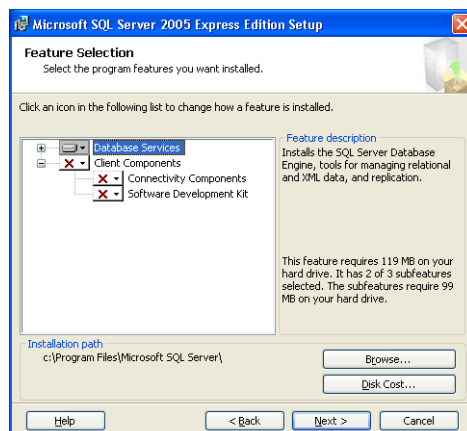 Microsoft SQL Server 2005 Express Edition Setup
Feature Selection
Select the program features you want installed.
Click an icon in the following list to change how a feature is installed.
Database Services
Client Components
Connectivity Components
Software Development Kit
Feature description
Installs the SQL Server Database
Engine, tools for managing relational
and XML data, and replication.
This feature requires 119 MB on your
hard drive. It has 2 of 3 subfeatures
selected. The subfeatures require 99
MB on your hard drive.
Installation path
c:\Program Files\Microsoft SQL Server\
Browse...
Disk Cost...
Help
< Back
Next >
Cancel